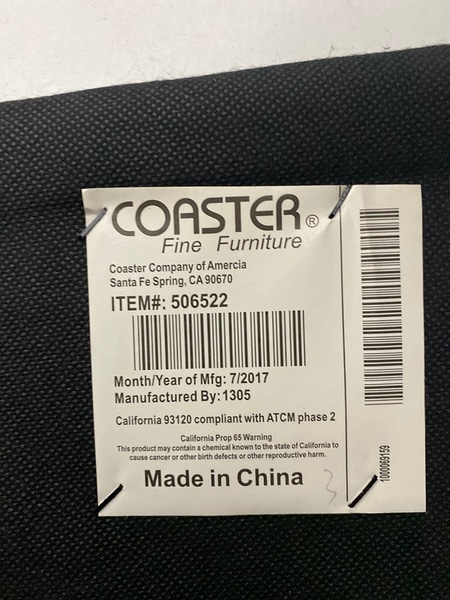 COASTER®
Fine Furniture
Coaster Company of Amercia
Santa Fe Spring, CA 90670
ITEM#: 506522
Month/Year of Mfg: 7/2017
Manufactured By: 1305
California 93120 compliant with ATCM phase 2
California Prop 65 Warning
This product may contain a chemical known to the state of California to
cause cancer or other birth defects or other reproductive harm.
Made in China
3
1000069159